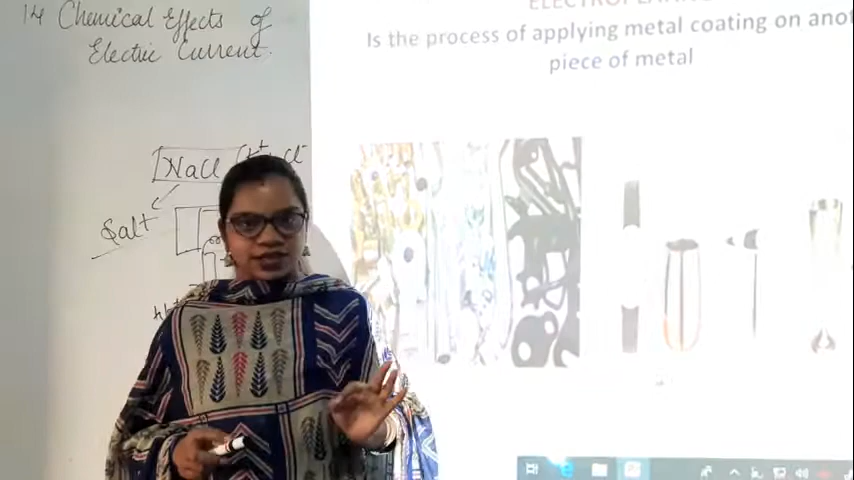 14 Chemical Effects of
Electric Current
ELECTROPLATING
Is the process of applying metal coating on
piece of metal
NaCl
Salt